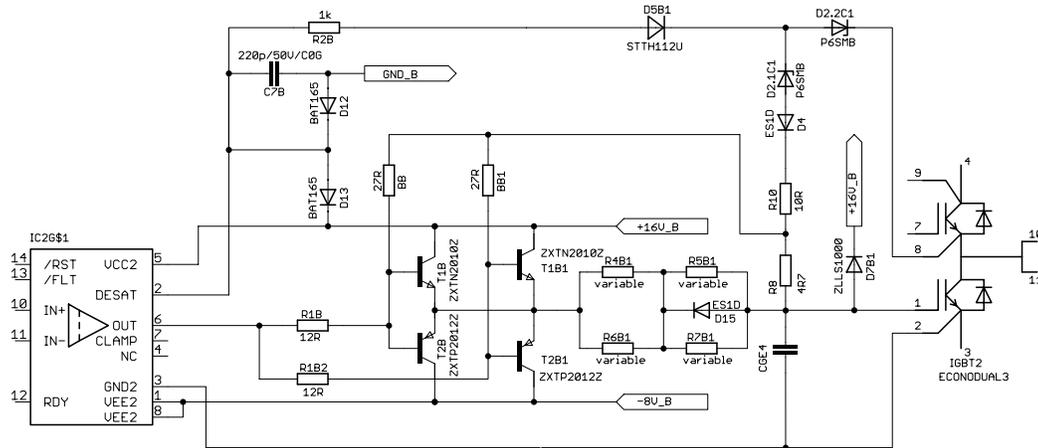 1k
R2B
D5B1
STTH112U
D2.2C1
P6SMB
220p/50V/C0G
C7B
GND_B
BAT165
D12
D2.1C1
P6SMB
ES1D
D4
27R
BB
27R
BB1
BAT165
D13
R10
10R
+16V_B
4
9
7
8
10
11
IC2G$1
14
/RST
13
/FLT
10
IN+
11
IN-
12
RDY
VCC2
5
DESAT
2
OUT
6
CLAMP
7
NC
4
GND2
3
VEE2
1
VEE2
8
+16V_B
T1B
ZXTN2010Z
ZXTN2010Z
T1B1
R4B1
variable
R5B1
variable
R8
4R7
ZLLS1000
D7B1
R1B
12R
R1B2
12R
T2B
ZXTP2012Z
T2B1
ZXTP2012Z
ES1D
D15
R6B1
variable
R7B1
variable
CGE4
1
2
3
IGBT2
ECONODUAL3
-8V_B